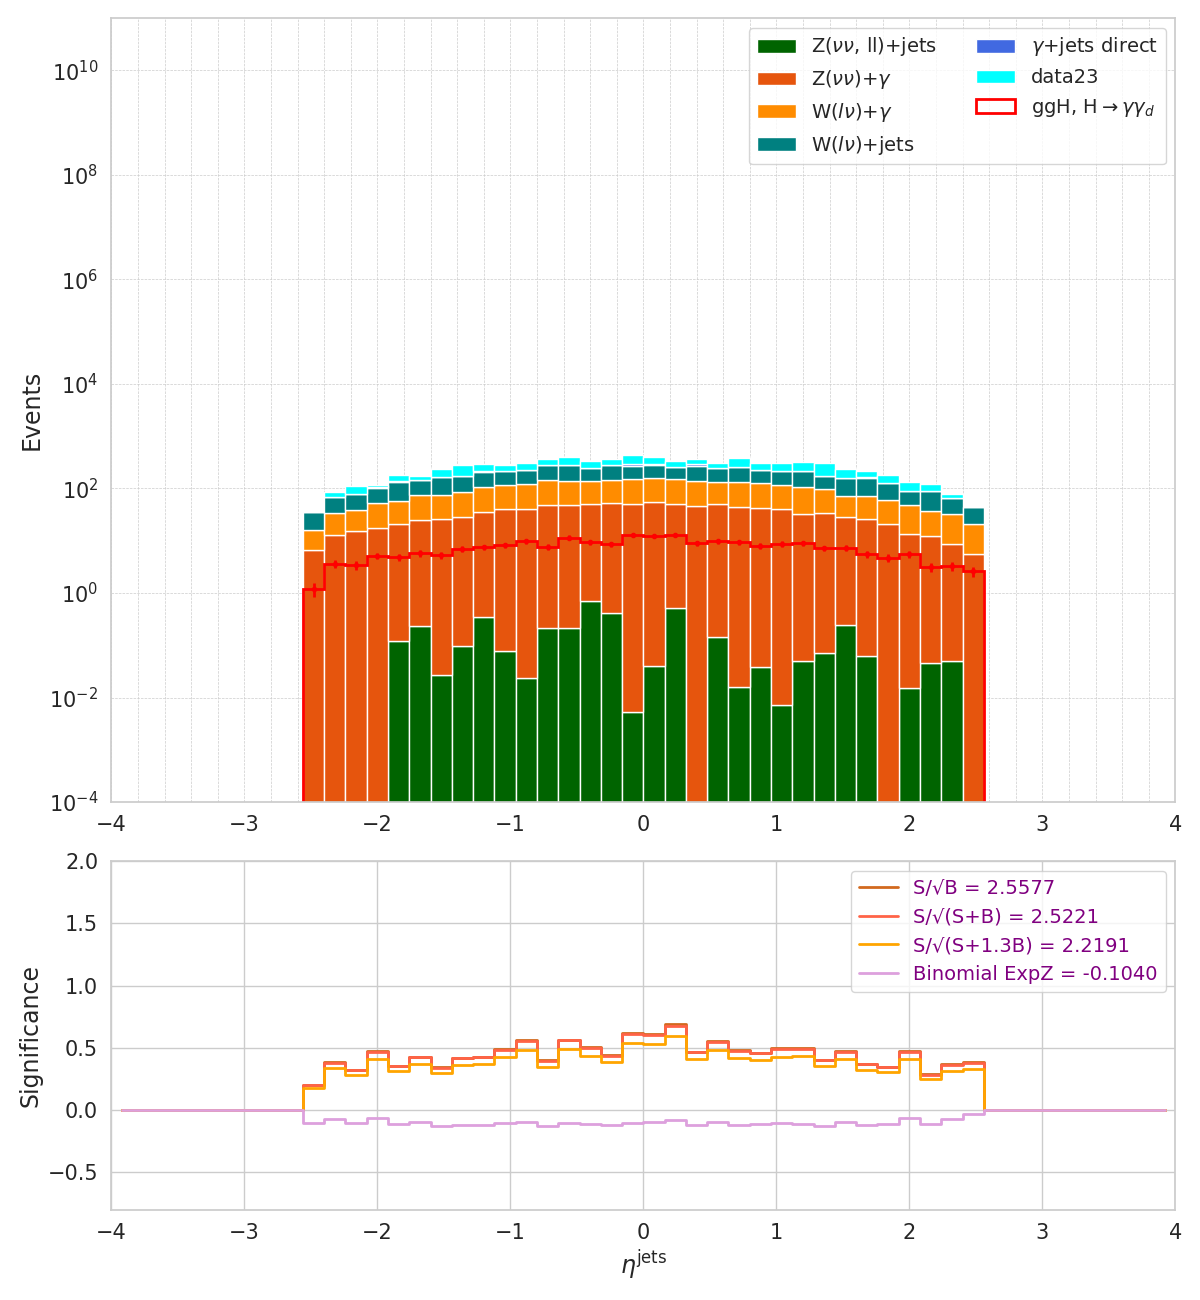 Z(νν, ll)+jets
Z(νν)+γ
W(lν)+γ
W(lν)+jets
γ+jets direct
data23
ggH, H→γγ_d
Events
10^10
10^8
10^6
10^4
10^2
10^0
10^−2
10^−4
−4 −3 −2 −1 0 1 2 3 4
S/√B = 2.5577
S/√(S+B) = 2.5221
S/√(S+1.3B) = 2.2191
Binomial ExpZ = -0.1040
Significance
2.0
1.5
1.0
0.5
0.0
−0.5
−4 −3 −2 −1 0 1 2 3 4
η^jets